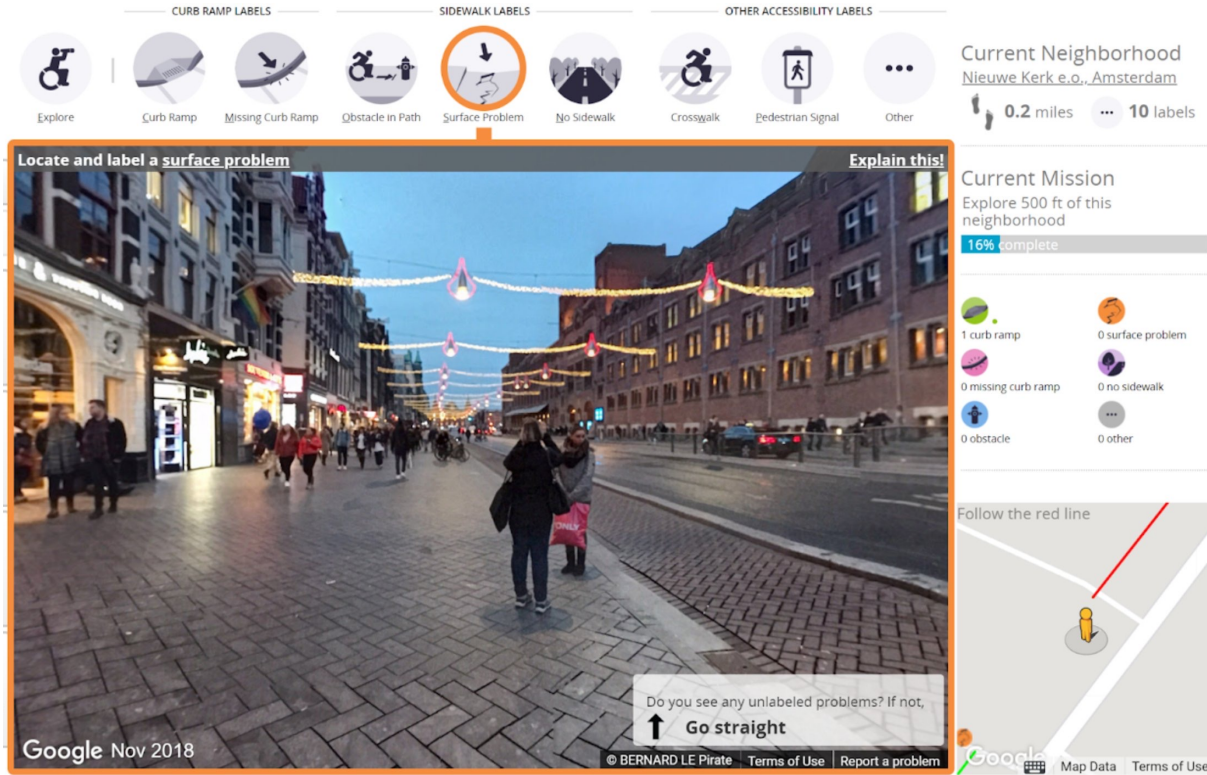 CURB RAMP LABELS
SIDEWALK LABELS
OTHER ACCESSIBILITY LABELS
Explore
Curb Ramp
Missing Curb Ramp
Obstacle in Path
Surface Problem
No Sidewalk
Crosswalk
Pedestrian Signal
Other
Current Neighborhood
Nieuwe Kerk e.o., Amsterdam
0.2 miles
10 labels
Locate and label a surface problem
Explain this!
Current Mission
Explore 500 ft of this
neighborhood
16% complete
1 curb ramp
0 surface problem
0 missing curb ramp
0 no sidewalk
0 obstacle
0 other
ONLY
Follow the red line
Do you see any unlabeled problems? If not,
Go straight
Google Nov 2018
© BERNARD LE Pirate
Terms of Use
Report a problem
Google
Map Data
Terms of Use